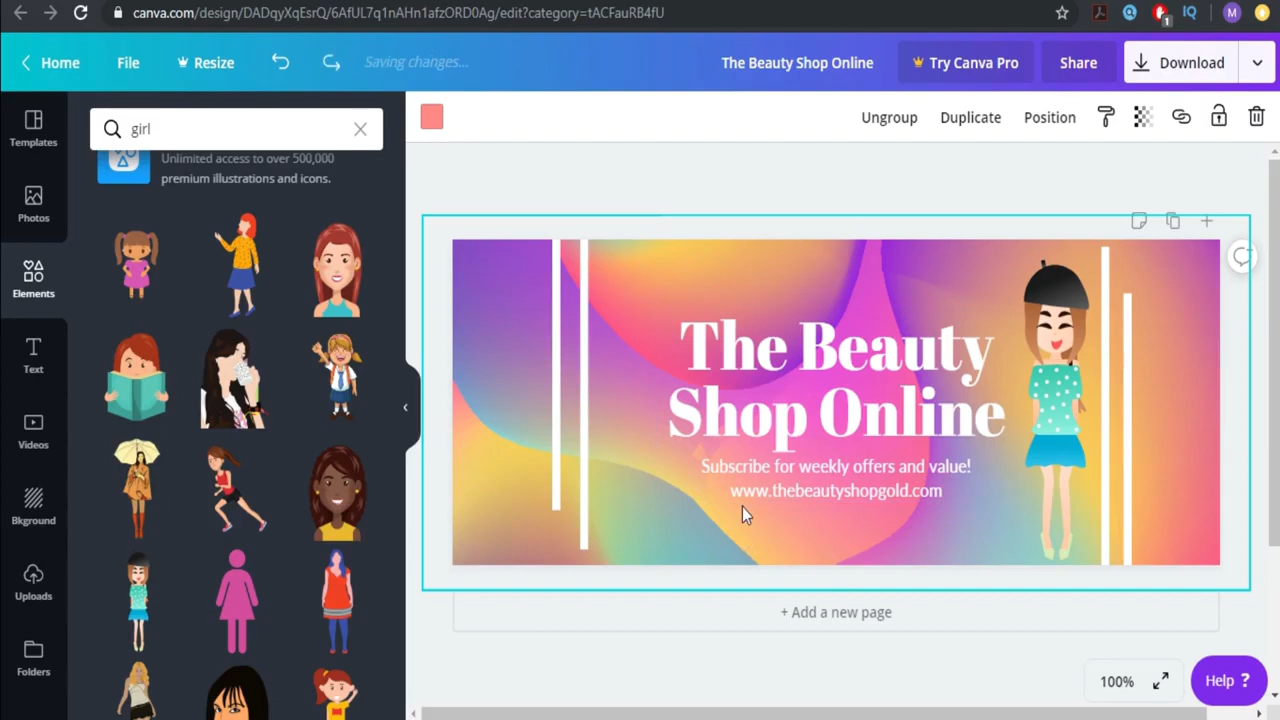 canva.com/design/DADqyXqEsrQ/6AfUL7q1nAHn1afzORD0Ag/edit?category=tACFauRB4fU
1
IQ
M
Home
File
Resize
Saving changes...
The Beauty Shop Online
Try Canva Pro
Share
Download
Templates
Photos
Elements
Text
Videos
Bkground
Uploads
Folders
girl
Unlimited access to over 500,000
premium illustrations and icons.
Ungroup
Duplicate
Position
The Beauty
Shop Online
Subscribe for weekly offers and value!
www.thebeautyshopgold.com
+ Add a new page
100%
Help ?